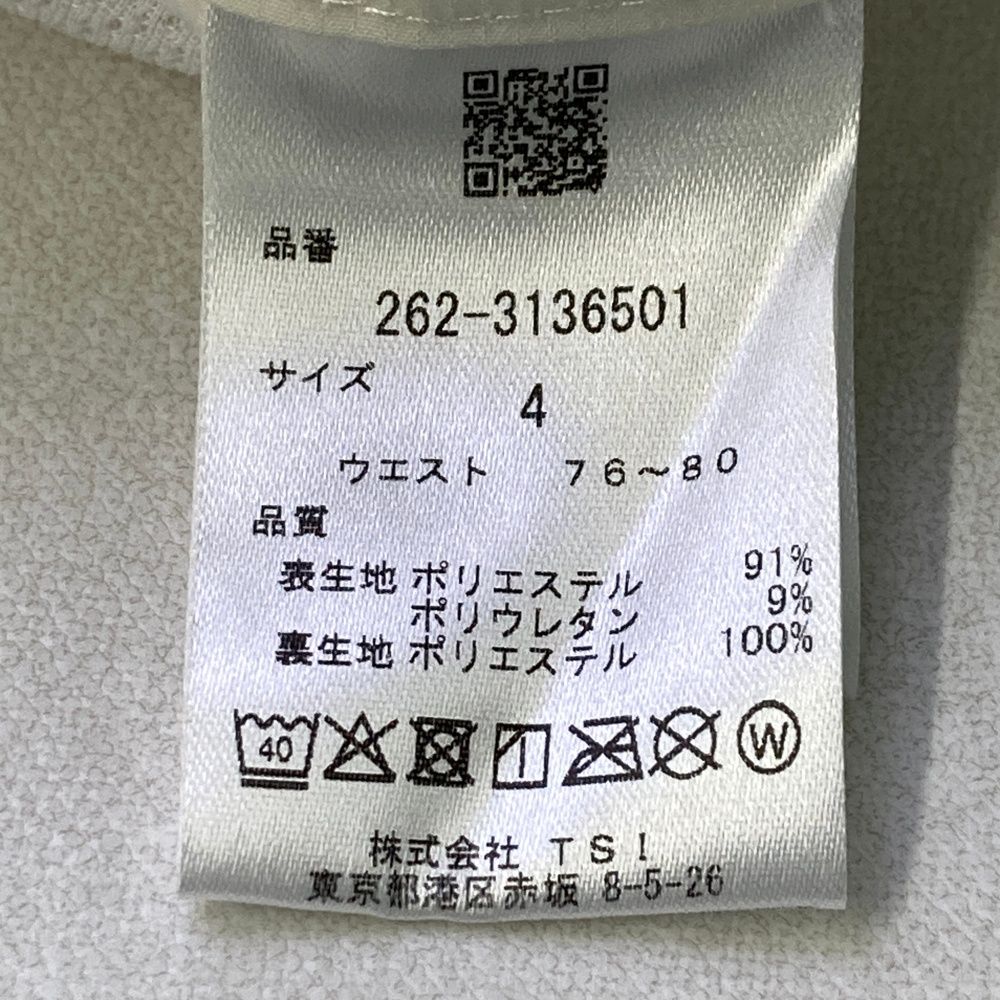 品番
262-3136501
サイズ
4
ウエスト 76〜80
品質
表生地 ポリエステル 91%
ポリウレタン 9%
裏生地 ポリエステル 100%
40
W
株式会社 TSI
東京都港区赤坂 8-5-26